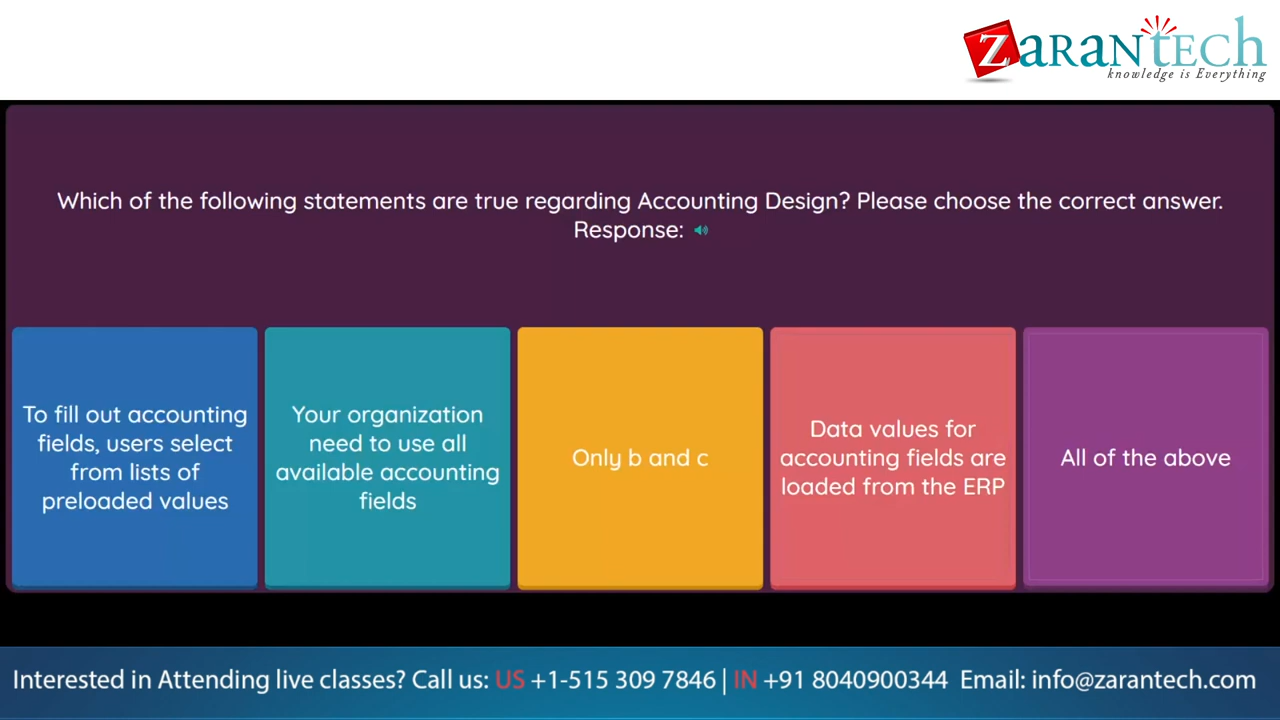 ZARANTECH
knowledge is Everything
Which of the following statements are true regarding Accounting Design? Please choose the correct answer.
Response:
To fill out accounting
fields, users select
from lists of
preloaded values
Your organization
need to use all
available accounting
fields
Only b and c
Data values for
accounting fields are
loaded from the ERP
All of the above
Interested in Attending live classes? Call us: US +1-515 309 7846 | IN +91 8040900344 Email: info@zarantech.com